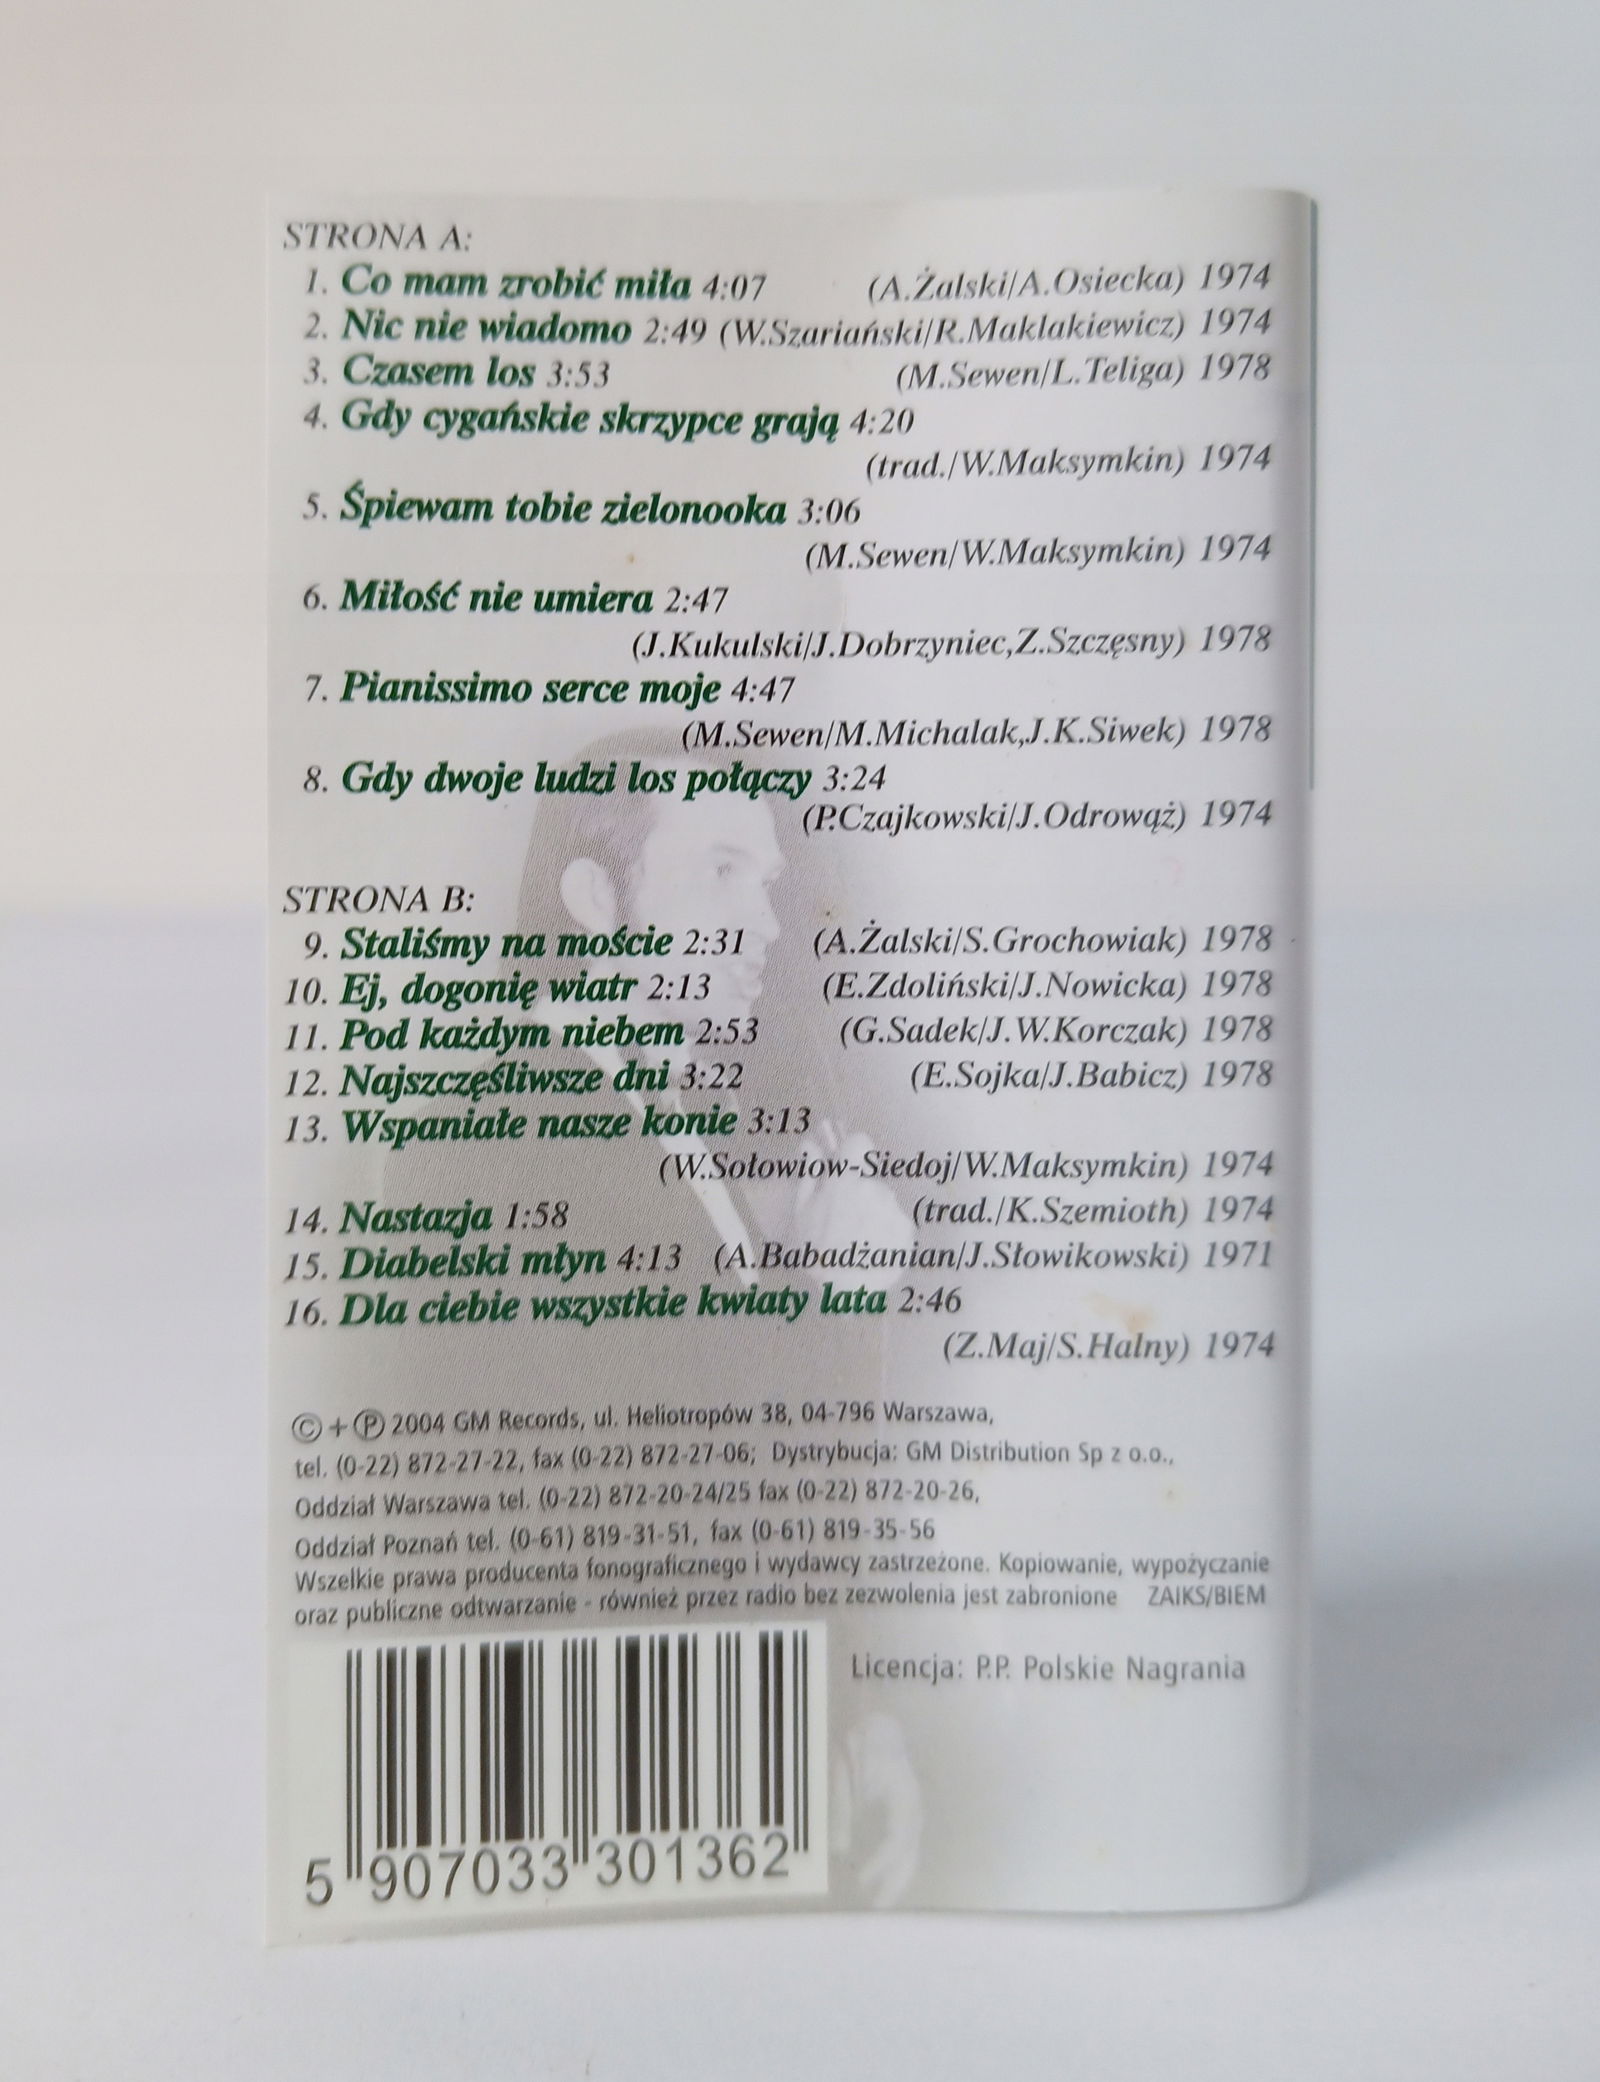 STRONA A:
1. Co mam zrobić miła 4:07 (A.Żalski/A.Osiecka) 1974
2. Nic nie wiadomo 2:49 (W.Szariański/R.Maklakiewicz) 1974
3. Czasem los 3:53 (M.Sewen/L.Teliga) 1978
4. Gdy cygańskie skrzypce grają 4:20
(trad./W.Maksymkin) 1974
5. Śpiewam tobie zielonooka 3:06
(M.Sewen/W.Maksymkin) 1974
6. Miłość nie umiera 2:47
(J.Kukulski/J.Dobrzyniec,Z.Szczęsny) 1978
7. Pianissimo serce moje 4:47
(M.Sewen/M.Michalak,J.K.Siwek) 1978
8. Gdy dwoje ludzi los połączy 3:24
(P.Czajkowski/J.Odrowąż) 1974
STRONA B:
9. Staliśmy na moście 2:31 (A.Żalski/S.Grochowiak) 1978
10. Ej, dogonię wiatr 2:13 (E.Zdoliński/J.Nowicka) 1978
11. Pod każdym niebem 2:53 (G.Sadek/J.W.Korczak) 1978
12. Najszczęśliwsze dni 3:22 (E.Sojka/J.Babicz) 1978
13. Wspaniałe nasze konie 3:13
(W.Sołowiow-Siedoj/W.Maksymkin) 1974
14. Nastazja 1:58 (trad./K.Szemioth) 1974
15. Diabelski młyn 4:13 (A.Babadżanian/J.Słowikowski) 1971
16. Dla ciebie wszystkie kwiaty lata 2:46
(Z.Maj/S.Halny) 1974
© + ℗ 2004 GM Records, ul. Heliotropów 38, 04-796 Warszawa,
tel. (0-22) 872-27-22, fax (0-22) 872-27-06; Dystrybucja: GM Distribution Sp z o.o.,
Oddział Warszawa tel. (0-22) 872-20-24/25 fax (0-22) 872-20-26,
Oddział Poznań tel. (0-61) 819-31-51, fax (0-61) 819-35-56
Wszelkie prawa producenta fonograficznego i wydawcy zastrzeżone. Kopiowanie, wypożyczanie
oraz publiczne odtwarzanie - również przez radio bez zezwolenia jest zabronione ZAIKS/BIEM
Licencja: P.P. Polskie Nagrania
5 907033 301362